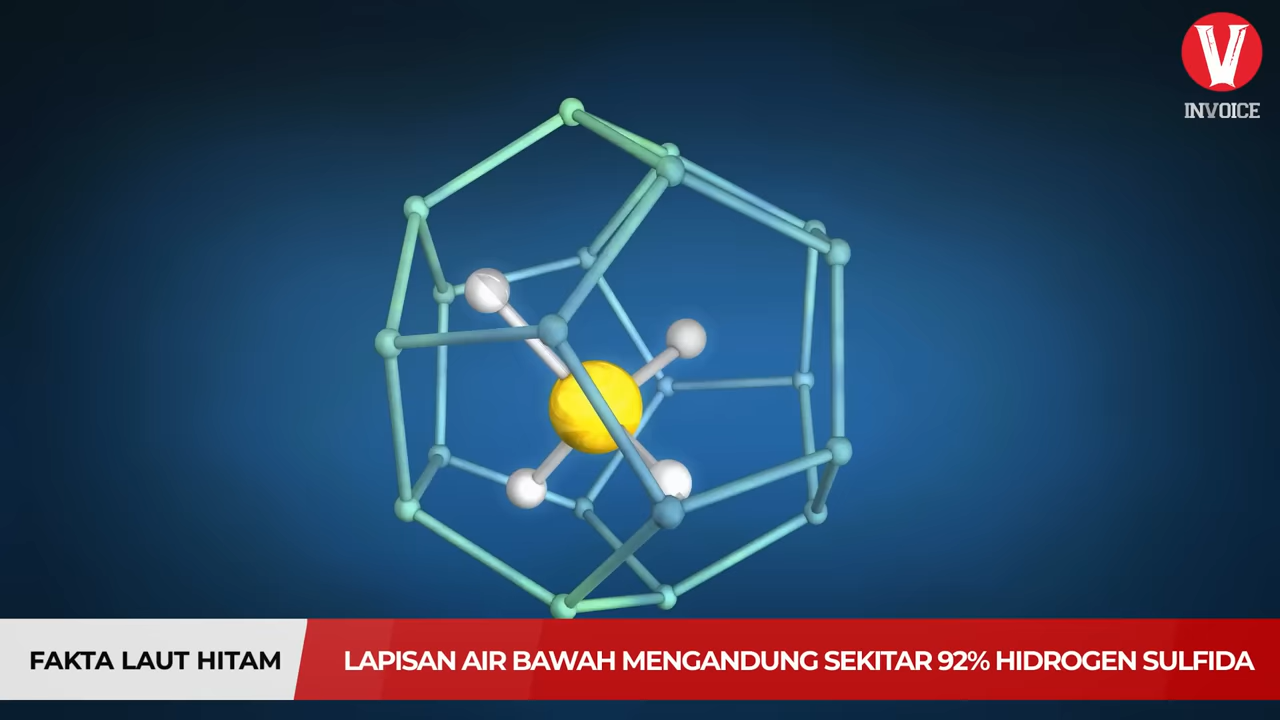 V
INVOICE
FAKTA LAUT HITAM
LAPISAN AIR BAWAH MENGANDUNG SEKITAR 92% HIDROGEN SULFIDA